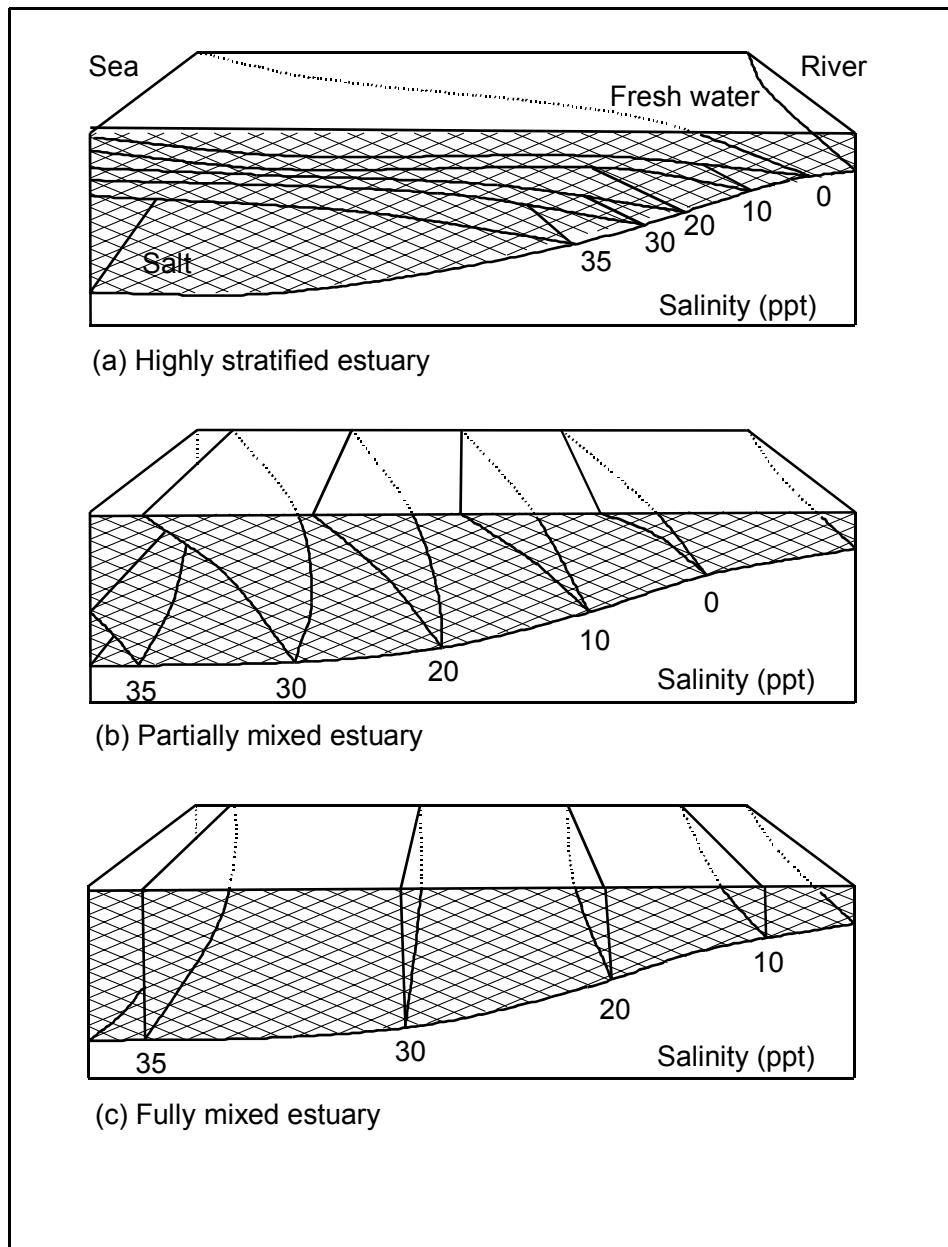 Sea
River
Fresh water
0
10
20
30
35
Salt
Salinity (ppt)
(a) Highly stratified estuary
0
10
20
30
35
Salinity (ppt)
(b) Partially mixed estuary
10
20
30
35
Salinity (ppt)
(c) Fully mixed estuary